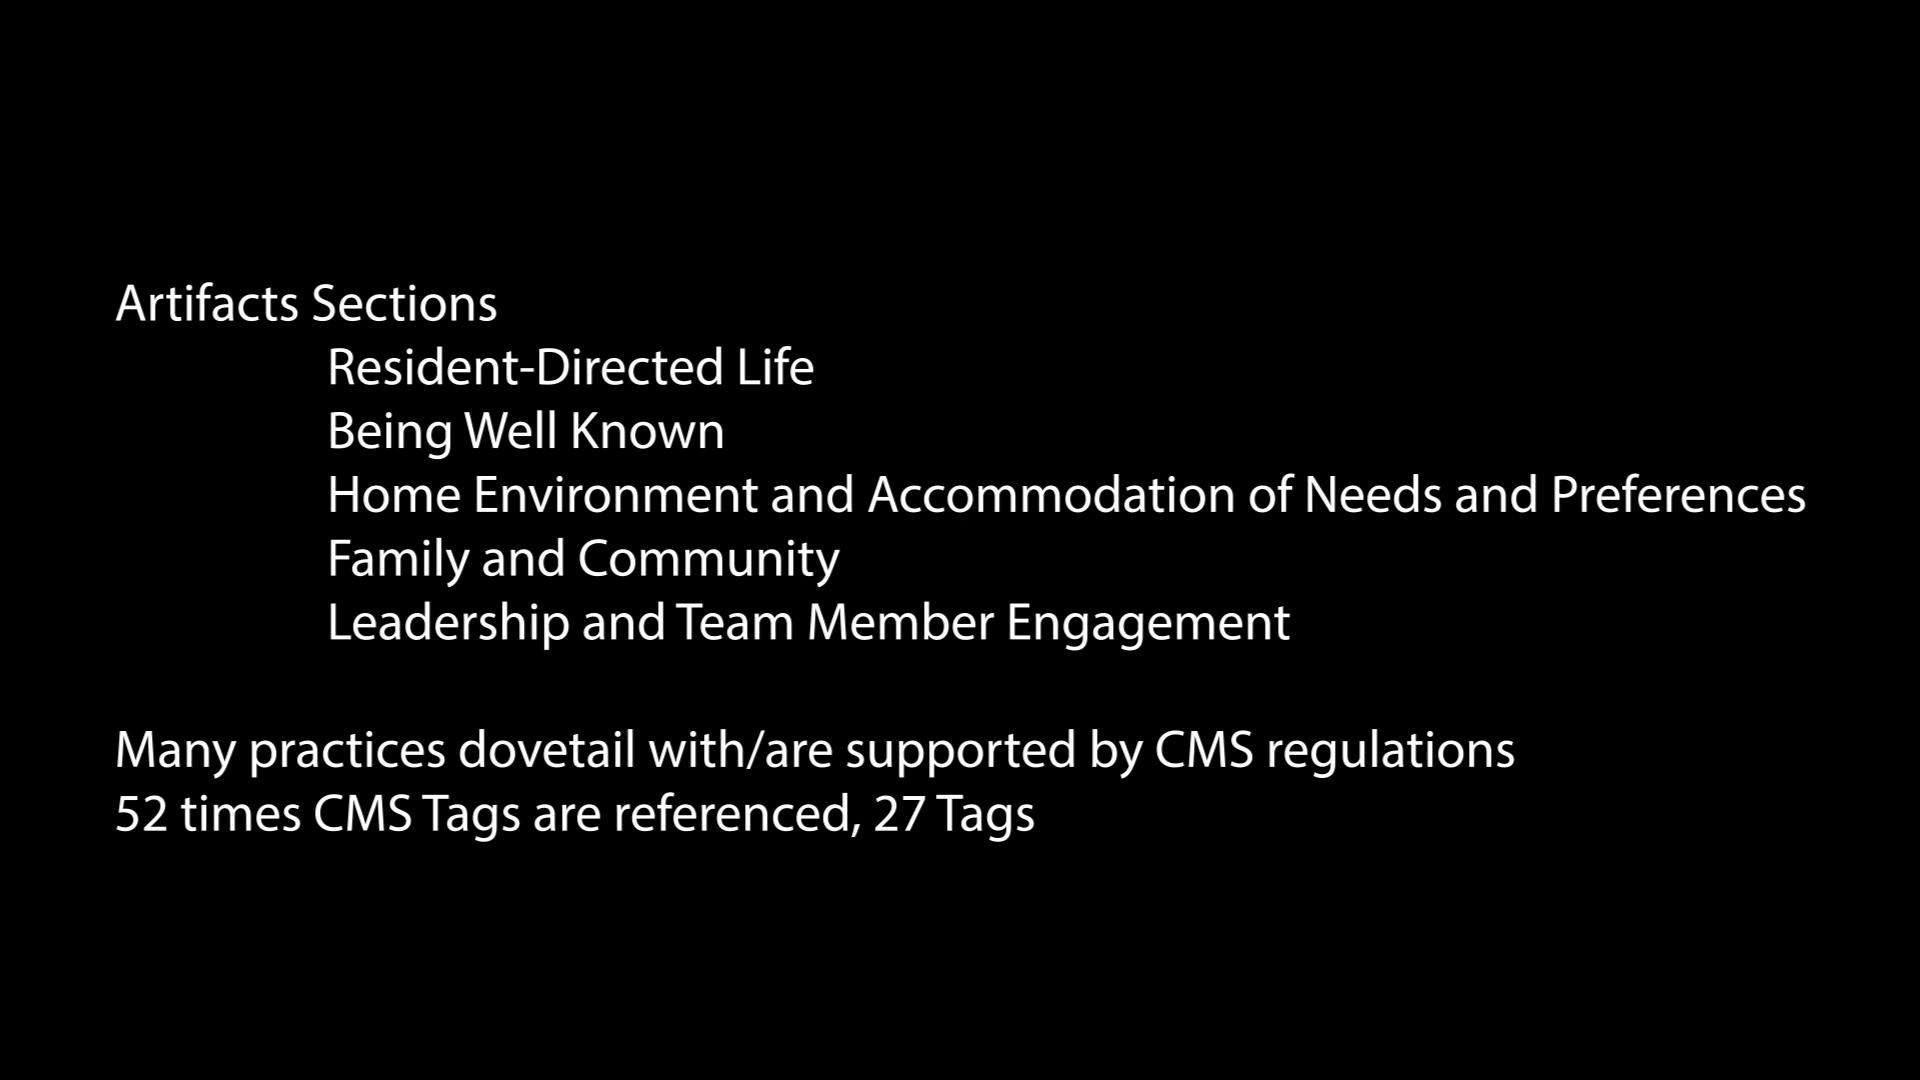 Artifacts Sections
Resident-Directed Life
Being Well Known
Home Environment and Accommodation of Needs and Preferences
Family and Community
Leadership and Team Member Engagement
Many practices dovetail with/are supported by CMS regulations
52 times CMS Tags are referenced, 27 Tags